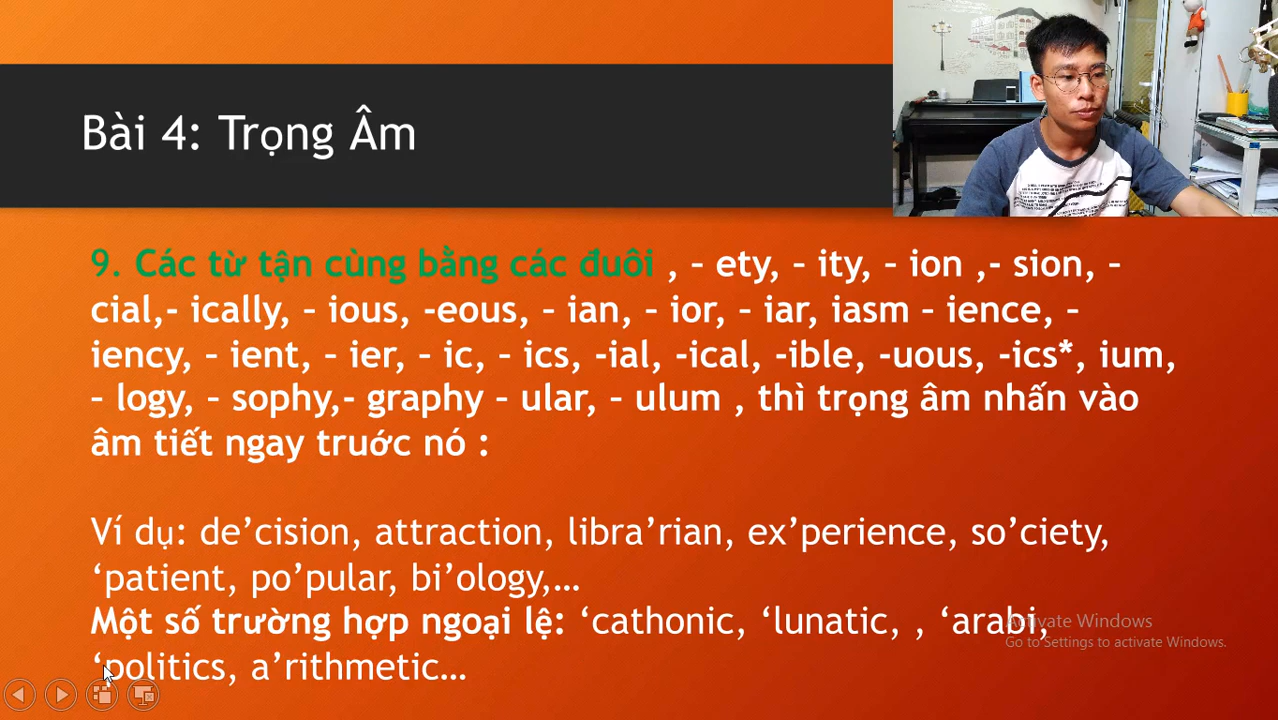 Bài 4: Trọng Âm
9. Các từ tận cùng bằng các đuôi , – ety, – ity, – ion ,- sion, –
cial,- ically, – ious, -eous, – ian, – ior, – iar, iasm – ience, –
iency, – ient, – ier, – ic, – ics, -ial, -ical, -ible, -uous, -ics*, ium,
– logy, – sophy,- graphy – ular, – ulum , thì trọng âm nhấn vào
âm tiết ngay truớc nó :
Ví dụ: de’cision, attraction, libra’rian, ex’perience, so’ciety,
‘patient, po’pular, bi’ology,…
Một số trường hợp ngoại lệ: ‘cathonic, ‘lunatic, , ‘arabi,
‘politics, a’rithmetic…
Activate Windows
Go to Settings to activate Windows.